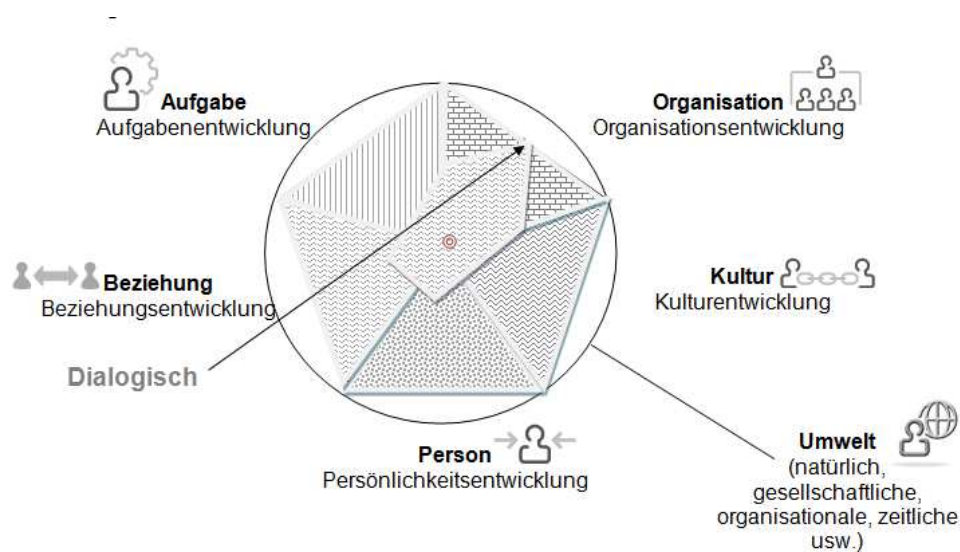 Aufgabe
Aufgabenentwicklung
Organisation
Organisationsentwicklung
Beziehung
Beziehungsentwicklung
Kultur
Kulturentwicklung
Dialogisch
Person
Persönlichkeitsentwicklung
Umwelt
(natürlich,
gesellschaftliche,
organisationale, zeitliche
usw.)